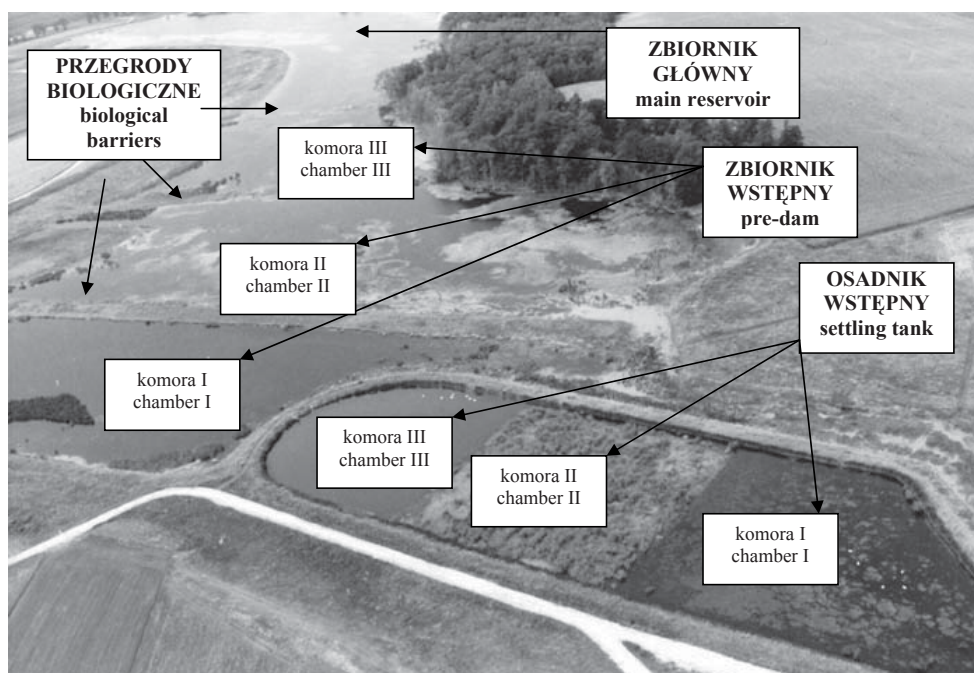 ZBIORNIK
GŁÓWNY
main reservoir
PRZEGRODY
BIOLOGICZNE
biological
barriers
komora III
chamber III
ZBIORNIK
WSTĘPNY
pre-dam
komora II
chamber II
OSADNIK
WSTĘPNY
settling tank
komora I
chamber I
komora III
chamber III
komora II
chamber II
komora I
chamber I